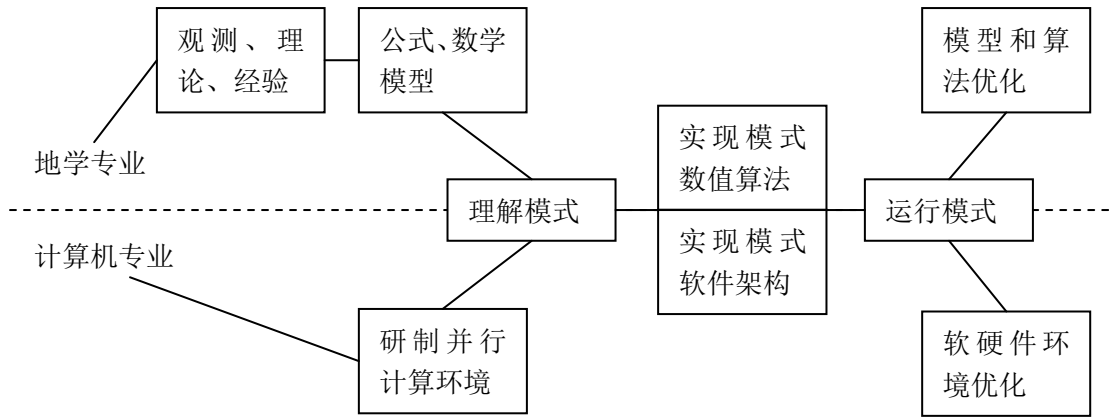 观测、理
论、经验
公式、数学
模型
模型和算
法优化
地学专业
实现模式
数值算法
理解模式
运行模式
计算机专业
实现模式
软件架构
研制并行
计算环境
软硬件环
境优化